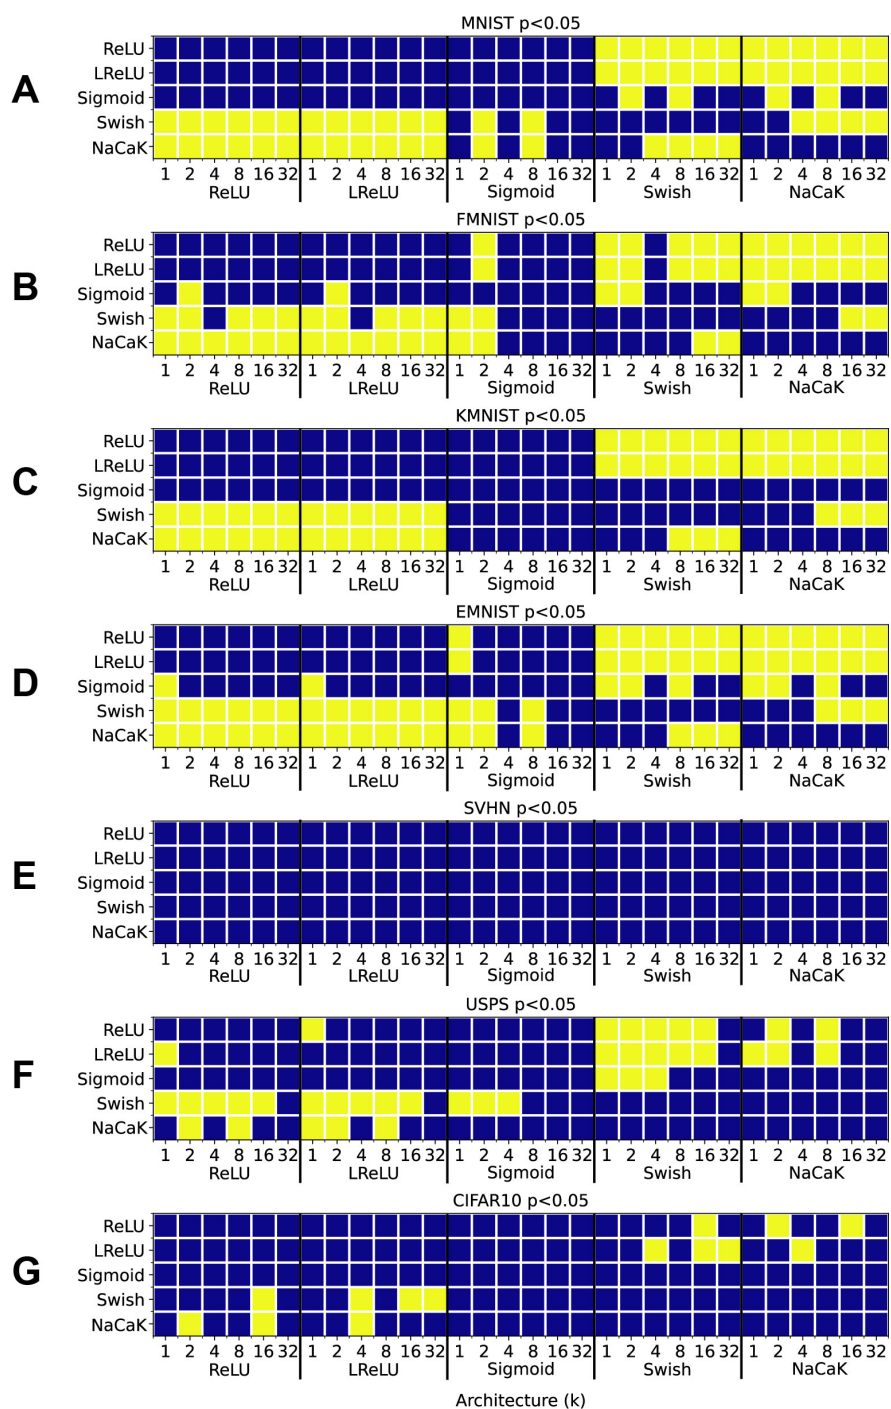 MNIST p<0.05
A
ReLU
LReLU
Sigmoid
Swish
NaCaK
1 2 4 8 16 32 1 2 4 8 16 32 1 2 4 8 16 32 1 2 4 8 16 32 1 2 4 8 16 32
ReLU LReLU Sigmoid Swish NaCaK
FMNIST p<0.05
B
ReLU
LReLU
Sigmoid
Swish
NaCaK
1 2 4 8 16 32 1 2 4 8 16 32 1 2 4 8 16 32 1 2 4 8 16 32 1 2 4 8 16 32
ReLU LReLU Sigmoid Swish NaCaK
KMNIST p<0.05
C
ReLU
LReLU
Sigmoid
Swish
NaCaK
1 2 4 8 16 32 1 2 4 8 16 32 1 2 4 8 16 32 1 2 4 8 16 32 1 2 4 8 16 32
ReLU LReLU Sigmoid Swish NaCaK
EMNIST p<0.05
D
ReLU
LReLU
Sigmoid
Swish
NaCaK
1 2 4 8 16 32 1 2 4 8 16 32 1 2 4 8 16 32 1 2 4 8 16 32 1 2 4 8 16 32
ReLU LReLU Sigmoid Swish NaCaK
SVHN p<0.05
E
ReLU
LReLU
Sigmoid
Swish
NaCaK
1 2 4 8 16 32 1 2 4 8 16 32 1 2 4 8 16 32 1 2 4 8 16 32 1 2 4 8 16 32
ReLU LReLU Sigmoid Swish NaCaK
USPS p<0.05
F
ReLU
LReLU
Sigmoid
Swish
NaCaK
1 2 4 8 16 32 1 2 4 8 16 32 1 2 4 8 16 32 1 2 4 8 16 32 1 2 4 8 16 32
ReLU LReLU Sigmoid Swish NaCaK
CIFAR10 p<0.05
G
ReLU
LReLU
Sigmoid
Swish
NaCaK
1 2 4 8 16 32 1 2 4 8 16 32 1 2 4 8 16 32 1 2 4 8 16 32 1 2 4 8 16 32
ReLU LReLU Sigmoid Swish NaCaK
Architecture (k)